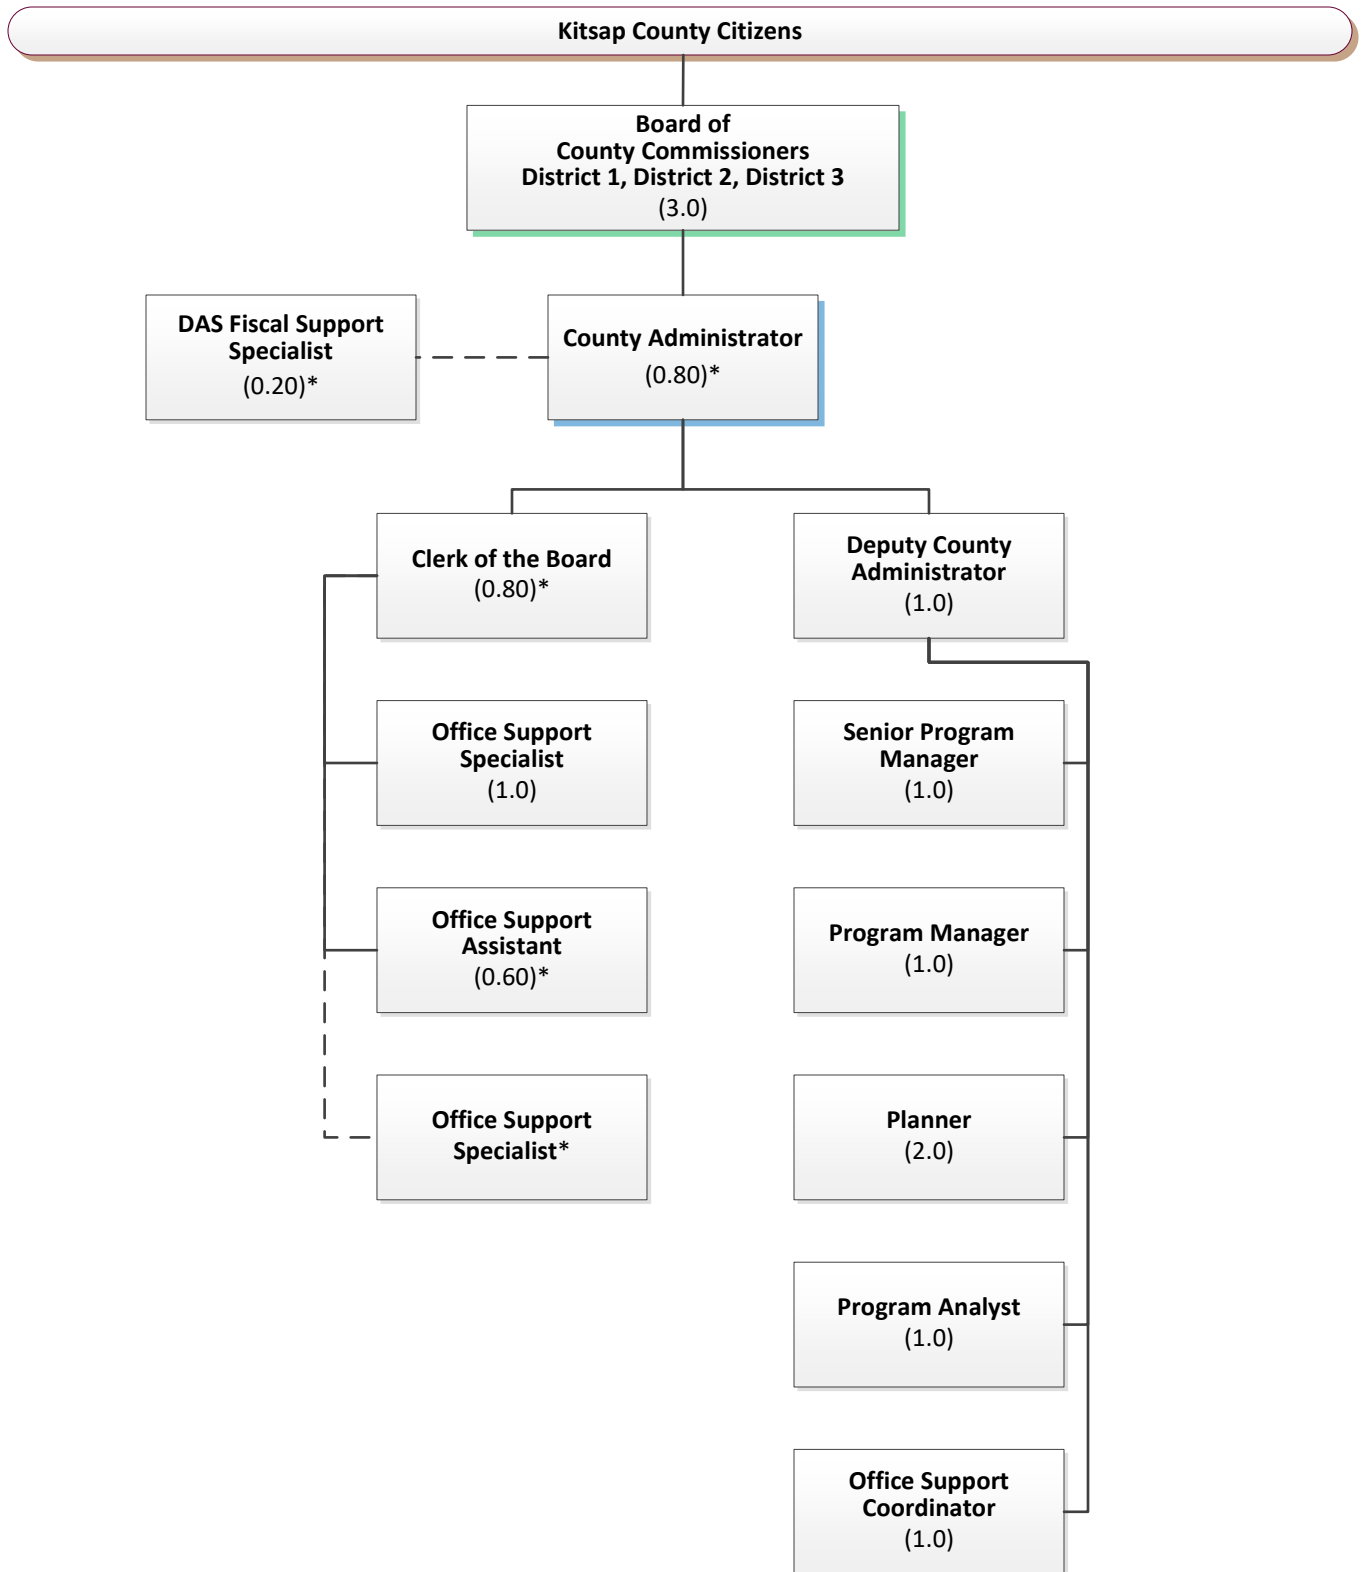 Kitsap County Citizens
Board of
County Commissioners
District 1, District 2, District 3
(3.0)
DAS Fiscal Support
Specialist
(0.20)*
County Administrator
(0.80)*
Clerk of the Board
(0.80)*
Deputy County
Administrator
(1.0)
Office Support
Specialist
(1.0)
Senior Program
Manager
(1.0)
Office Support
Assistant
(0.60)*
Program Manager
(1.0)
Office Support
Specialist*
Planner
(2.0)
Program Analyst
(1.0)
Office Support
Coordinator
(1.0)